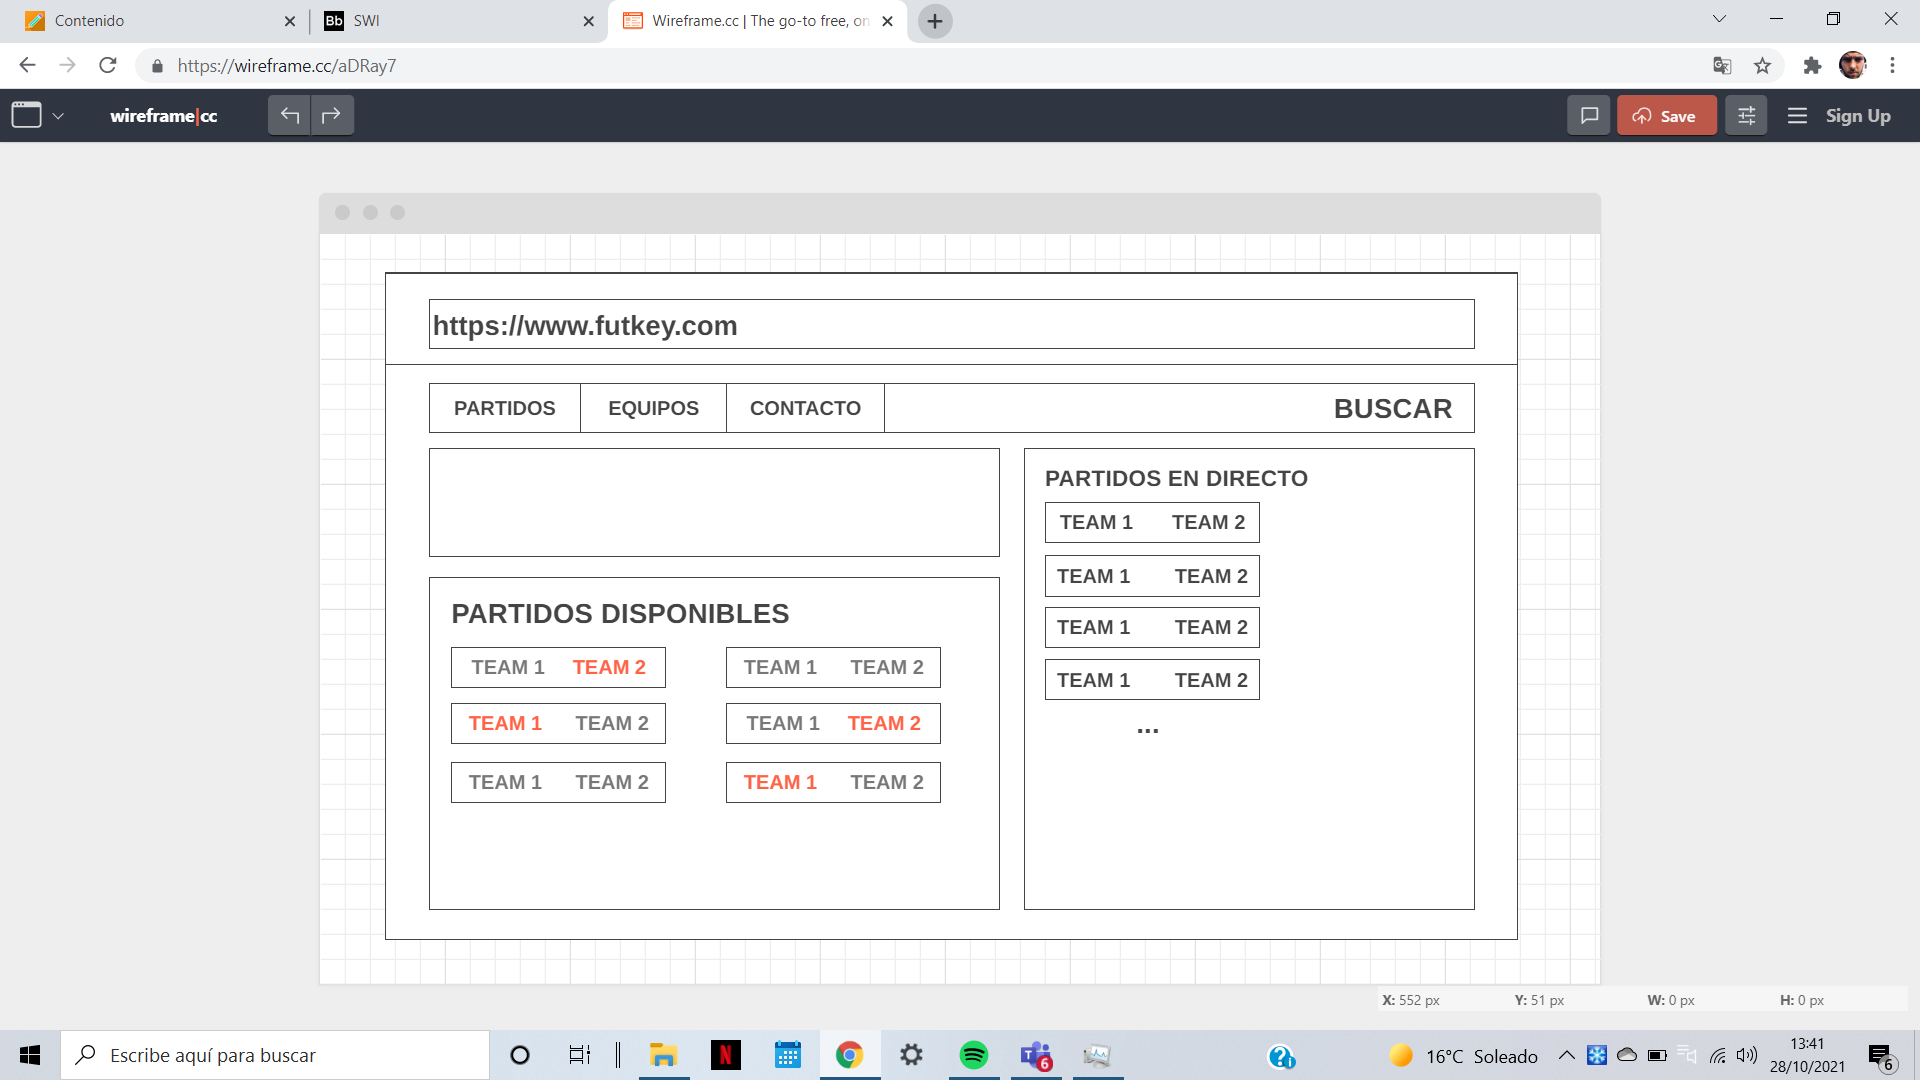 Contenido
Bb SWI
Wireframe.cc | The go-to free, on
https://wireframe.cc/aDRay7
wireframe|cc
Save
Sign Up
https://www.futkey.com
PARTIDOS EQUIPOS CONTACTO BUSCAR
PARTIDOS EN DIRECTO
TEAM 1 TEAM 2
TEAM 1 TEAM 2
TEAM 1 TEAM 2
TEAM 1 TEAM 2
...
PARTIDOS DISPONIBLES
TEAM 1 TEAM 2 TEAM 1 TEAM 2
TEAM 1 TEAM 2 TEAM 1 TEAM 2
TEAM 1 TEAM 2 TEAM 1 TEAM 2
X: 552 px Y: 51 px W: 0 px H: 0 px
Escribe aquí para buscar
N
T
6
16°C Soleado
13:41
28/10/2021
6